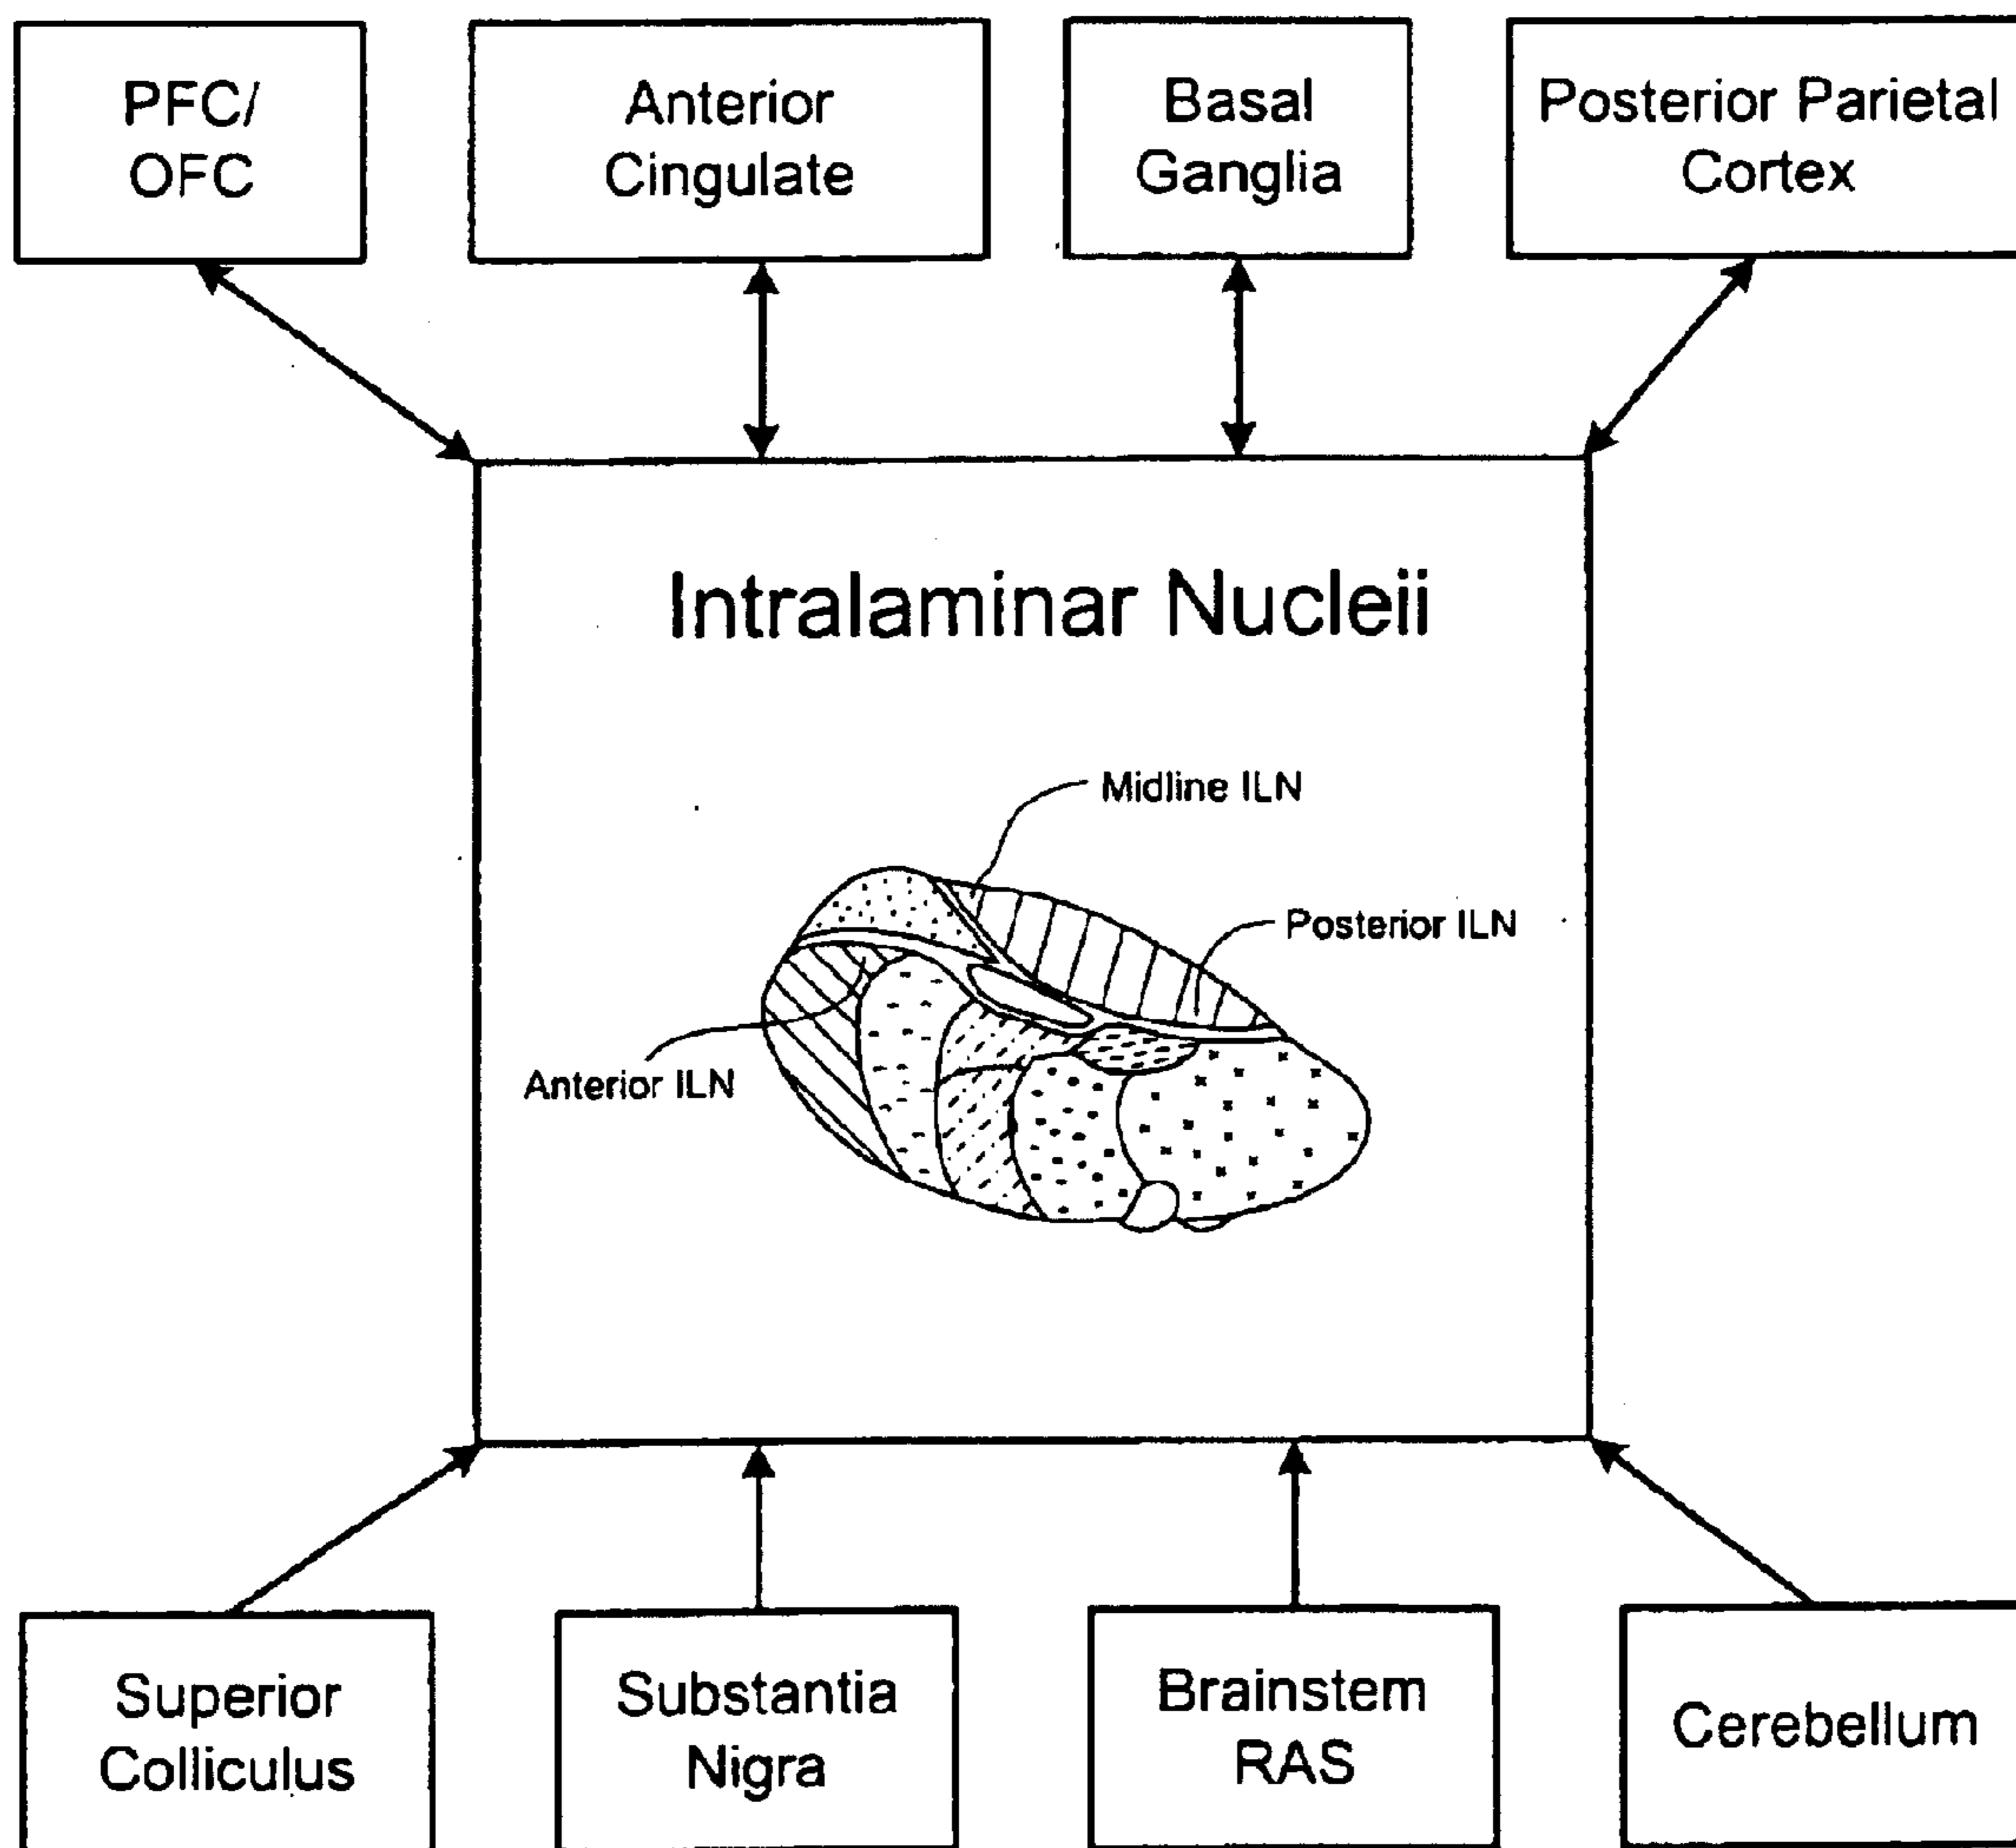 PFC/
OFC
Anterior
Cingulate
Basal
Ganglia
Posterior Parietal
Cortex
Intralaminar Nucleii
Midline ILN
Posterior ILN
Anterior ILN
Superior
Colliculus
Substantia
Nigra
Brainstem
RAS
Cerebellum